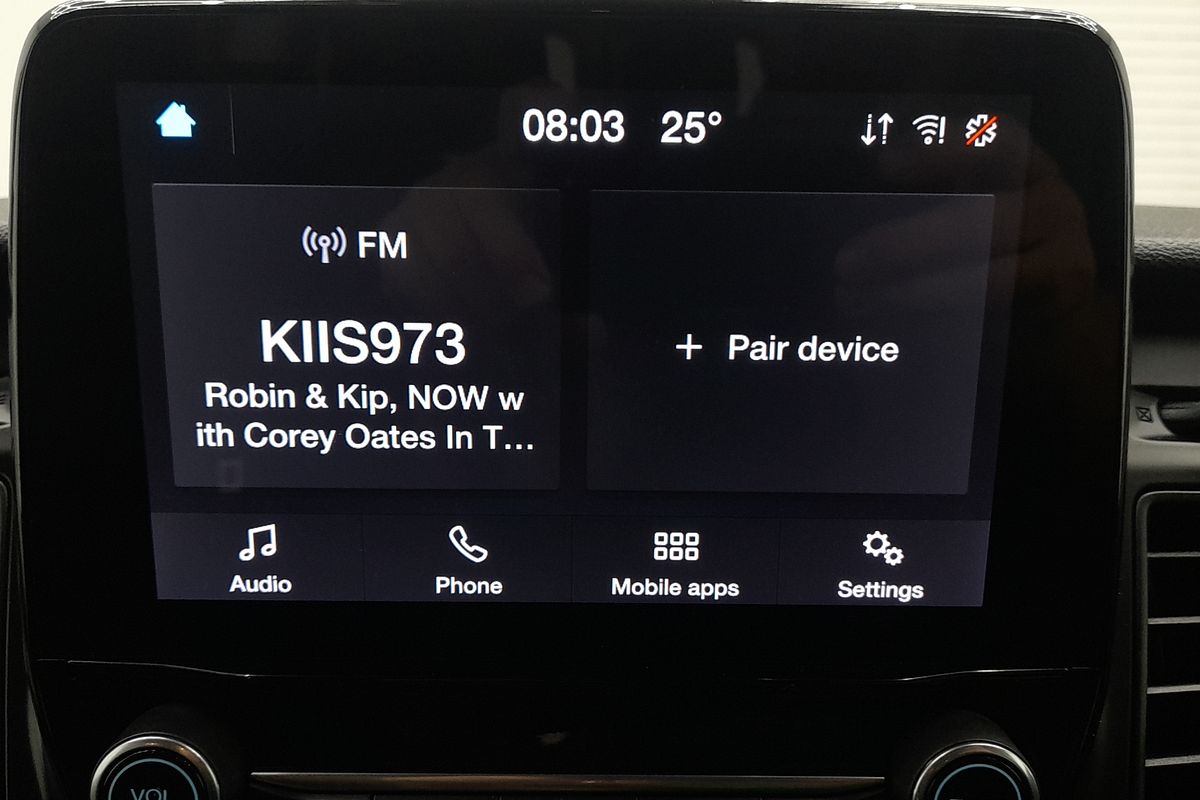 08:03 25°
FM
KIIS973
Robin & Kip, NOW w
ith Corey Oates In T...
+ Pair device
Audio
Phone
Mobile apps
Settings
VOL